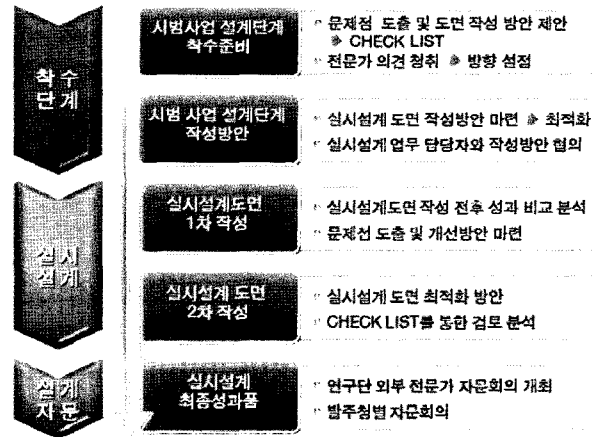 착수
단계
시범사업 설계단계
착수준비
문제점 도출 및 도면 작성 방안 제안
CHECK LIST
전문가 의견 청취 방향 설정
시범 사업 설계단계
작성방안
실시설계 도면 작성방안 마련 최적화
실시설계 업무 담당자와 작성방안 협의
실시
설계
실시설계도면
1차 작성
실시설계도면 작성 전후 성과 비교 분석
문제점 도출 및 개선방안 마련
실시설계 도면
2차 작성
실시설계 도면 최적화 방안
CHECK LIST를 통한 검토 분석
설계
자문
실시설계
최종성과품
연구단 외부 전문가 자문회의 개최
발주청별 자문회의